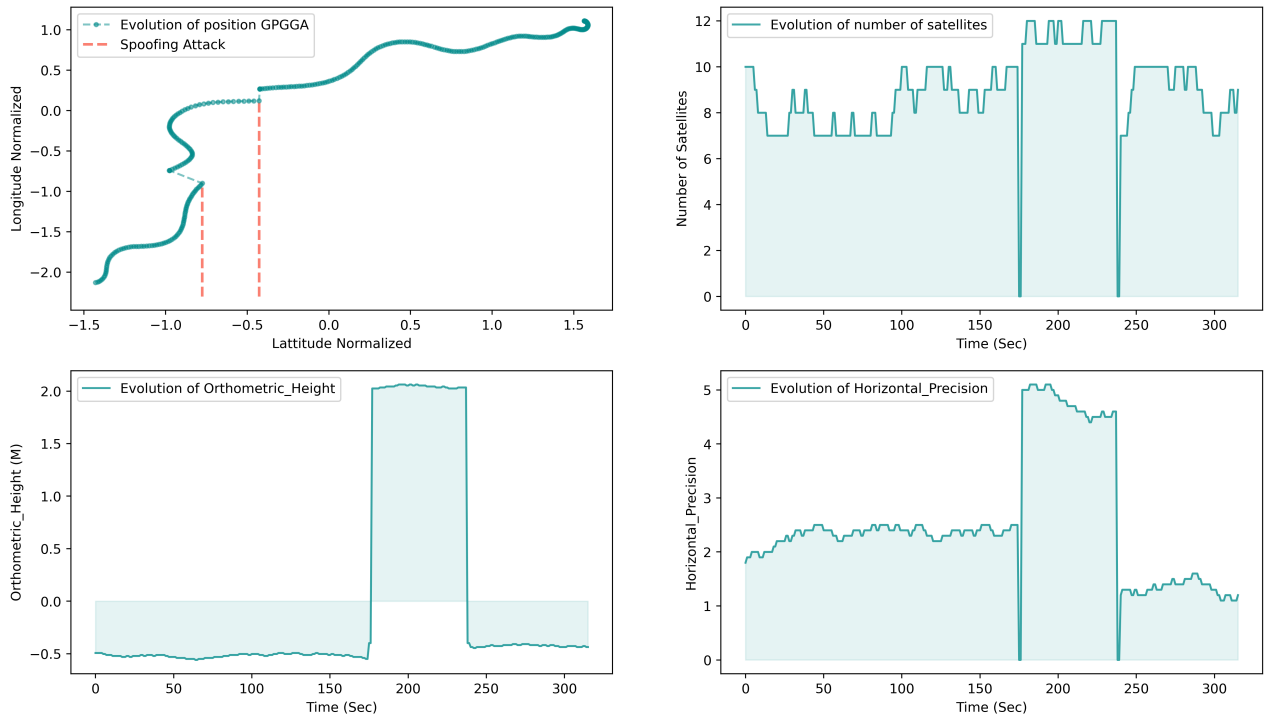 Evolution of position GPGGA
Spoofing Attack
1.0
0.5
0.0
−0.5
−1.0
−1.5
−2.0
Longitude Normalized
−1.5 −1.0 −0.5 0.0 0.5 1.0 1.5
Lattitude Normalized
Evolution of number of satellites
12
10
8
6
4
2
0
Number of Satellites
0 50 100 150 200 250 300
Time (Sec)
Evolution of Orthometric_Height
2.0
1.5
1.0
0.5
0.0
−0.5
Orthometric_Height (M)
0 50 100 150 200 250 300
Time (Sec)
Evolution of Horizontal_Precision
5
4
3
2
1
0
Horizontal_Precision
0 50 100 150 200 250 300
Time (Sec)